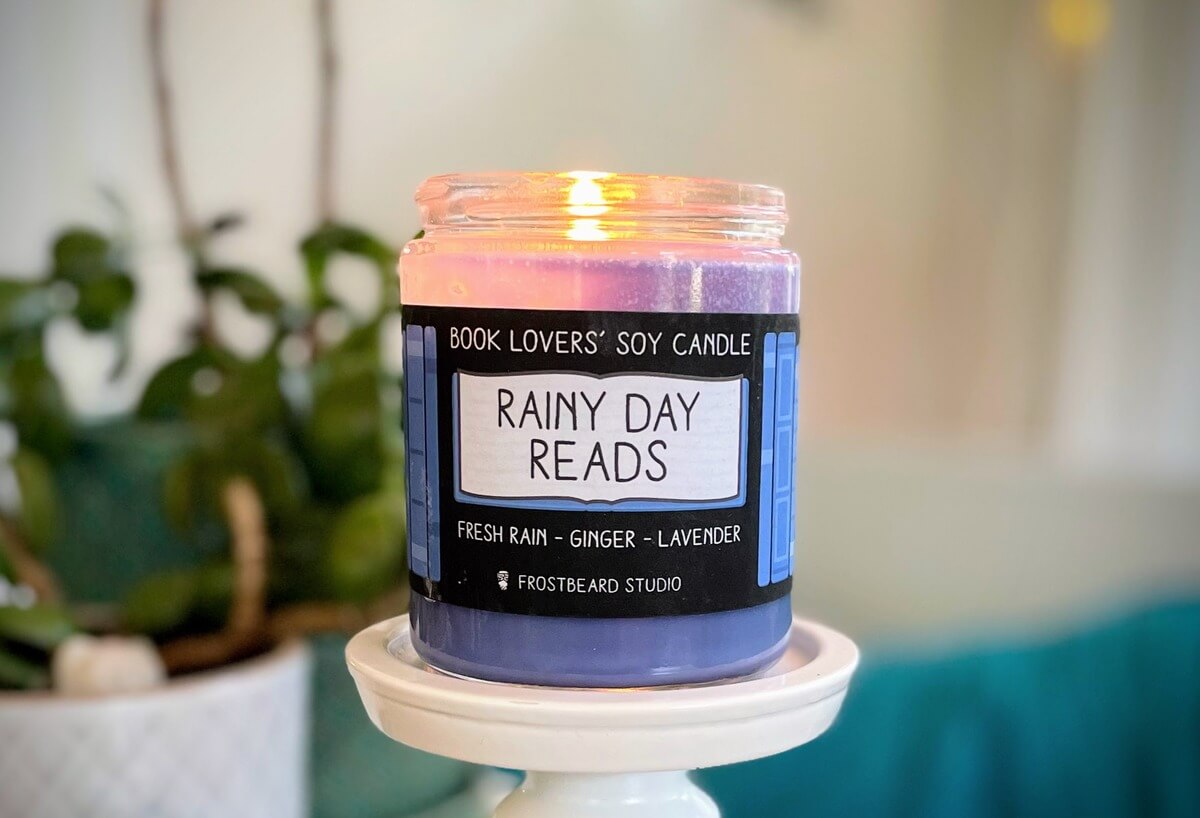 BOOK LOVERS´ SOY CANDLE
RAINY DAY
READS
FRESH RAIN - GINGER - LAVENDER
FROSTBEARD STUDIO